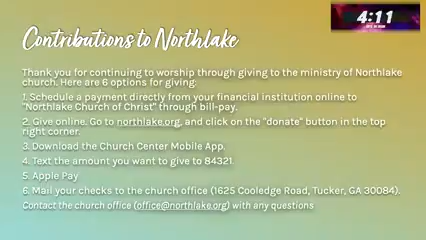 4:11
Contributions to Northlake
Thank you for continuing to worship through giving to the ministry of Northlake
church. Here are 6 options for giving:
1. Schedule a payment directly from your financial institution online to
"Northlake Church of Christ" through bill-pay.
2. Give online. Go to northlake.org, and click on the "donate" button in the top
right corner.
3. Download the Church Center Mobile App.
4. Text the amount you want to give to 84321.
5. Apple Pay
6. Mail your checks to the church office (1625 Cooledge Road, Tucker, GA 30084).
Contact the church office (office@northlake.org) with any questions